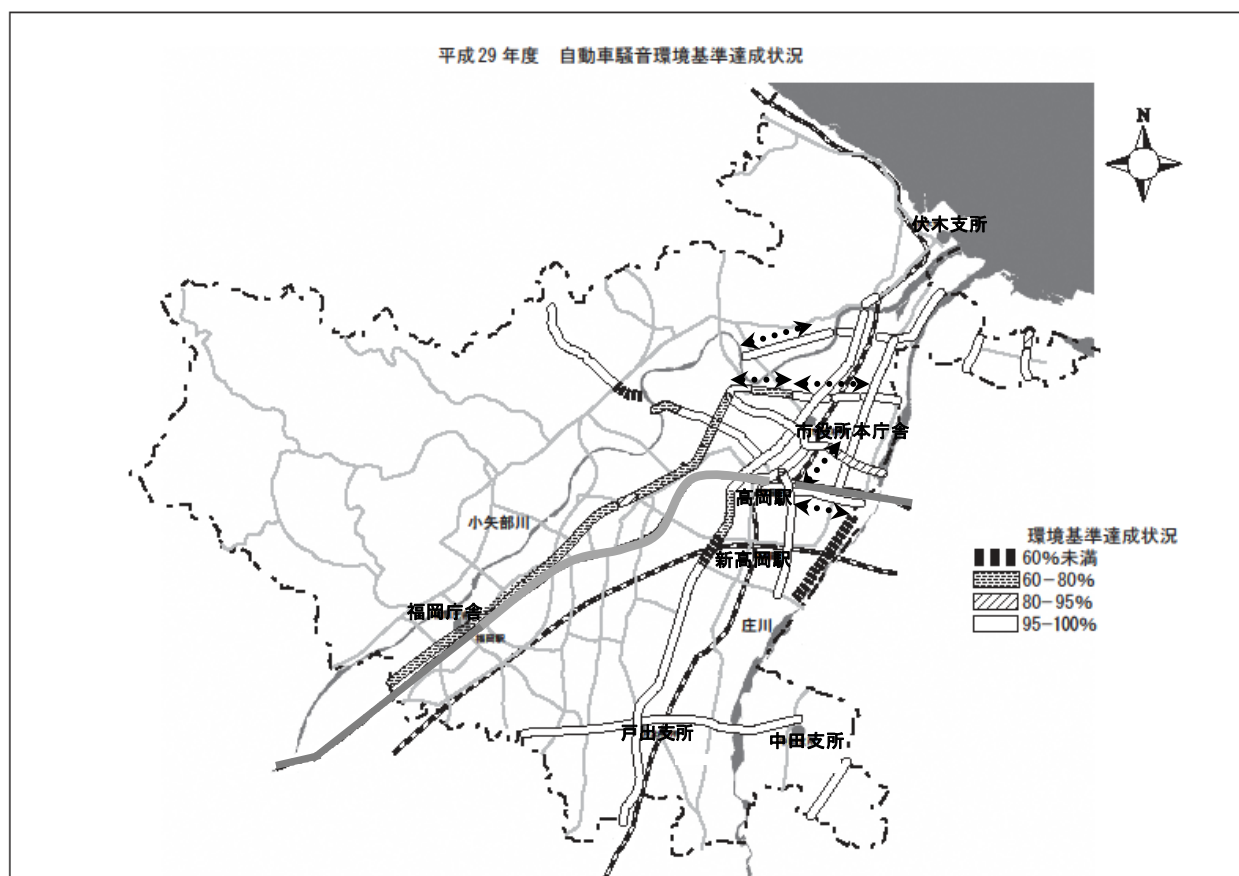 平成29年度 自動車騒音環境基準達成状況
N
伏木支所
市役所本庁舎
高岡駅
小矢部川
新高岡駅
環境基準達成状況
60%未満
60-80%
80-95%
95-100%
福岡庁舎
福岡駅
庄川
戸出支所
中田支所